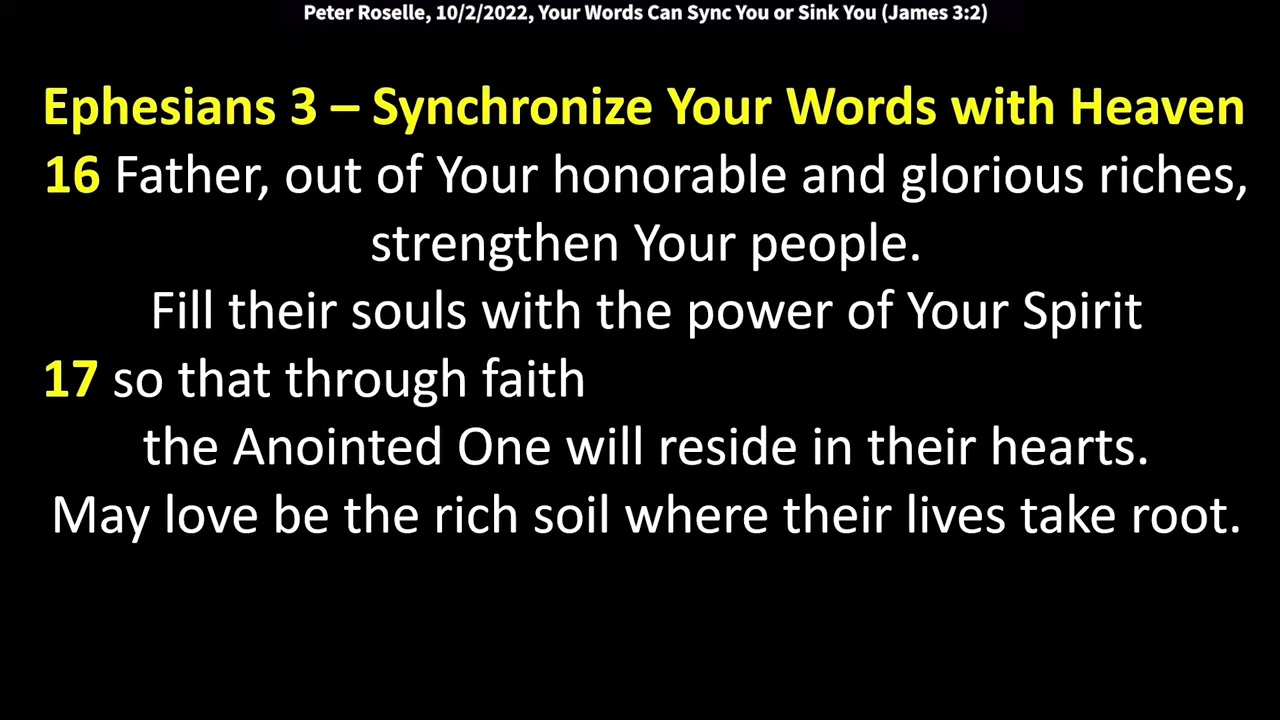 Peter Roselle, 10/2/2022, Your Words Can Sync You or Sink You (James 3:2)
Ephesians 3 – Synchronize Your Words with Heaven
16 Father, out of Your honorable and glorious riches,
strengthen Your people.
Fill their souls with the power of Your Spirit
17 so that through faith
the Anointed One will reside in their hearts.
May love be the rich soil where their lives take root.